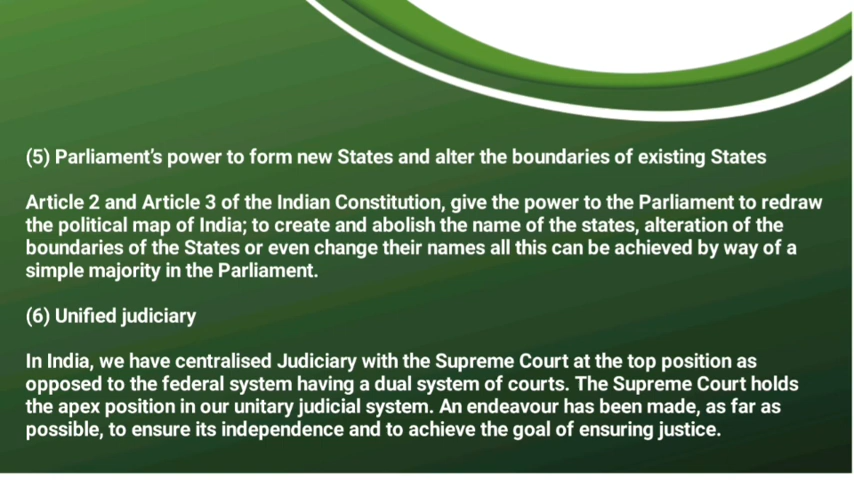 (5) Parliament's power to form new States and alter the boundaries of existing States
Article 2 and Article 3 of the Indian Constitution, give the power to the Parliament to redraw
the political map of India; to create and abolish the name of the states, alteration of the
boundaries of the States or even change their names all this can be achieved by way of a
simple majority in the Parliament.
(6) Unified judiciary
In India, we have centralised Judiciary with the Supreme Court at the top position as
opposed to the federal system having a dual system of courts. The Supreme Court holds
the apex position in our unitary judicial system. An endeavour has been made, as far as
possible, to ensure its independence and to achieve the goal of ensuring justice.